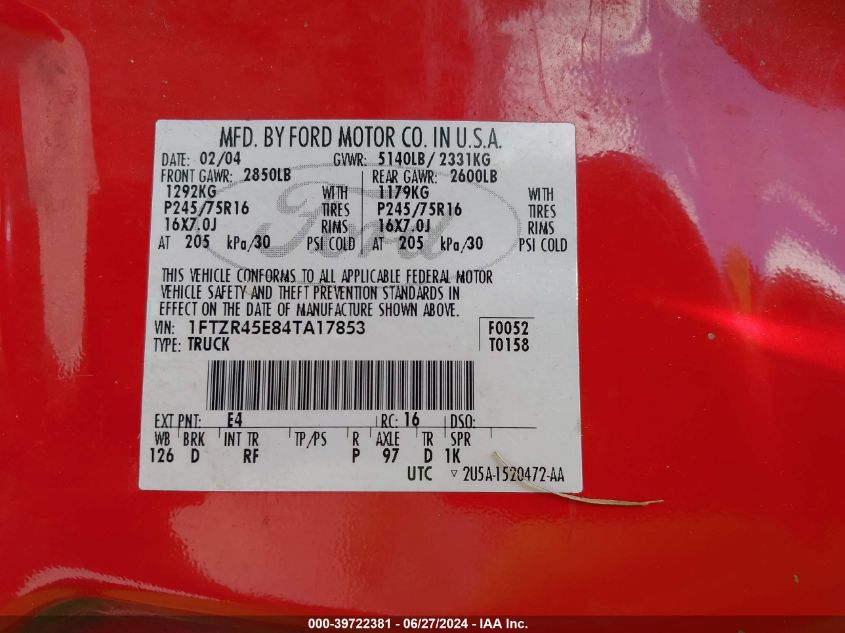 MFD. BY FORD MOTOR CO. IN U.S.A.
DATE: 02/04 GVWR: 5140LB/ 2331KG
FRONT GAWR: 2850LB REAR GAWR: 2600LB
1292KG WITH 1179KG WITH
P245/75R16 TIRES P245/75R16 TIRES
16X7.0J RIMS 16X7.0J RIMS
AT 205 kPa/30 PSI COLD AT 205 kPa/30 PSI COLD
Ford
THIS VEHICLE CONFORMS TO ALL APPLICABLE FEDERAL MOTOR
VEHICLE SAFETY AND THEFT PREVENTION STANDARDS IN
EFFECT ON THE DATE OF MANUFACTURE SHOWN ABOVE.
VIN: 1FTZR45E84TA17853 F0052
TYPE: TRUCK T0158
EXT PNT: E4 RC: 16 DSO:
WB BRK INT TR TP/PS R AXLE TR SPR
126 D RF P 97 D 1K
UTC ▽ 2U5A-1520472-AA
000-39722381 - 06/27/2024 - IAA Inc.